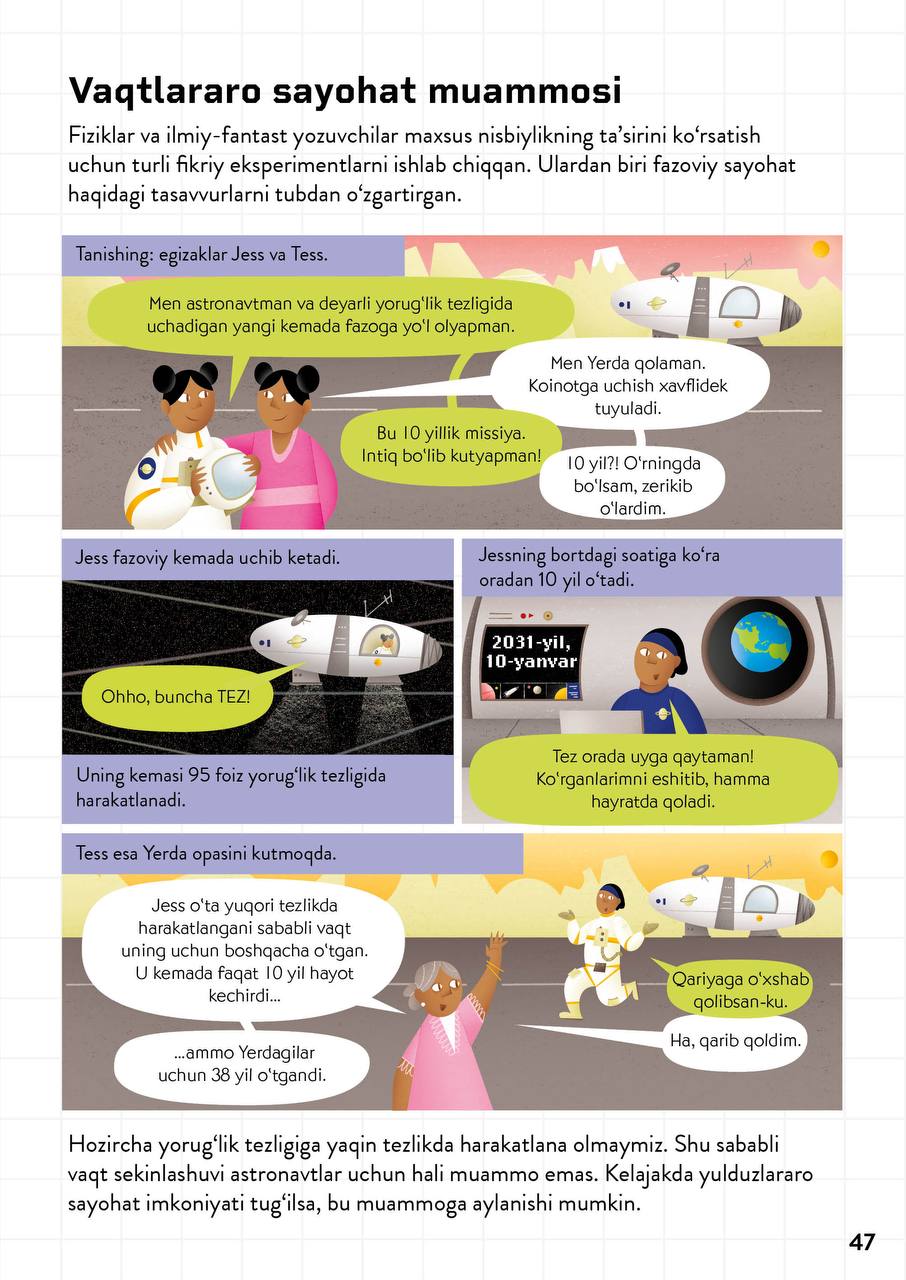 Vaqtlararo sayohat muammosi
Fiziklar va ilmiy-fantast yozuvchilar maxsus nisbiylikning ta’sirini ko‘rsatish
uchun turli fikriy eksperimentlarni ishlab chiqqan. Ulardan biri fazoviy sayohat
haqidagi tasavvurlarni tubdan o‘zgartirgan.
Tanishing: egizaklar Jess va Tess.
Men astronavtman va deyarli yorug‘lik tezligida
uchadigan yangi kemada fazoga yo‘l olyapman.
Men Yerda qolaman.
Koinotga uchish xavflidek
tuyuladi.
Bu 10 yillik missiya.
Intiq bo‘lib kutyapman!
10 yil?! O‘rningda
bo‘lsam, zerikib
o‘lardim.
Jess fazoviy kemada uchib ketadi.
Ohho, buncha TEZ!
Uning kemasi 95 foiz yorug‘lik tezligida
harakatlanadi.
Jessning bortdagi soatiga ko‘ra
oradan 10 yil o‘tadi.
2031-yil,
10-yanvar
Tez orada uyga qaytaman!
Ko‘rganlarimni eshitib, hamma
hayratda qoladi.
Tess esa Yerda opasini kutmoqda.
Jess o‘ta yuqori tezlikda
harakatlangani sababli vaqt
uning uchun boshqacha o‘tgan.
U kemada faqat 10 yil hayot
kechirdi...
...ammo Yerdagilar
uchun 38 yil o‘tgandi.
Qariyaga o‘xshab
qolibsan-ku.
Ha, qarib qoldim.
Hozircha yorug‘lik tezligiga yaqin tezlikda harakatlana olmaymiz. Shu sababli
vaqt sekinlashuvi astronavtlar uchun hali muammo emas. Kelajakda yulduzlararo
sayohat imkoniyati tug‘ilsa, bu muammoga aylanishi mumkin.
47